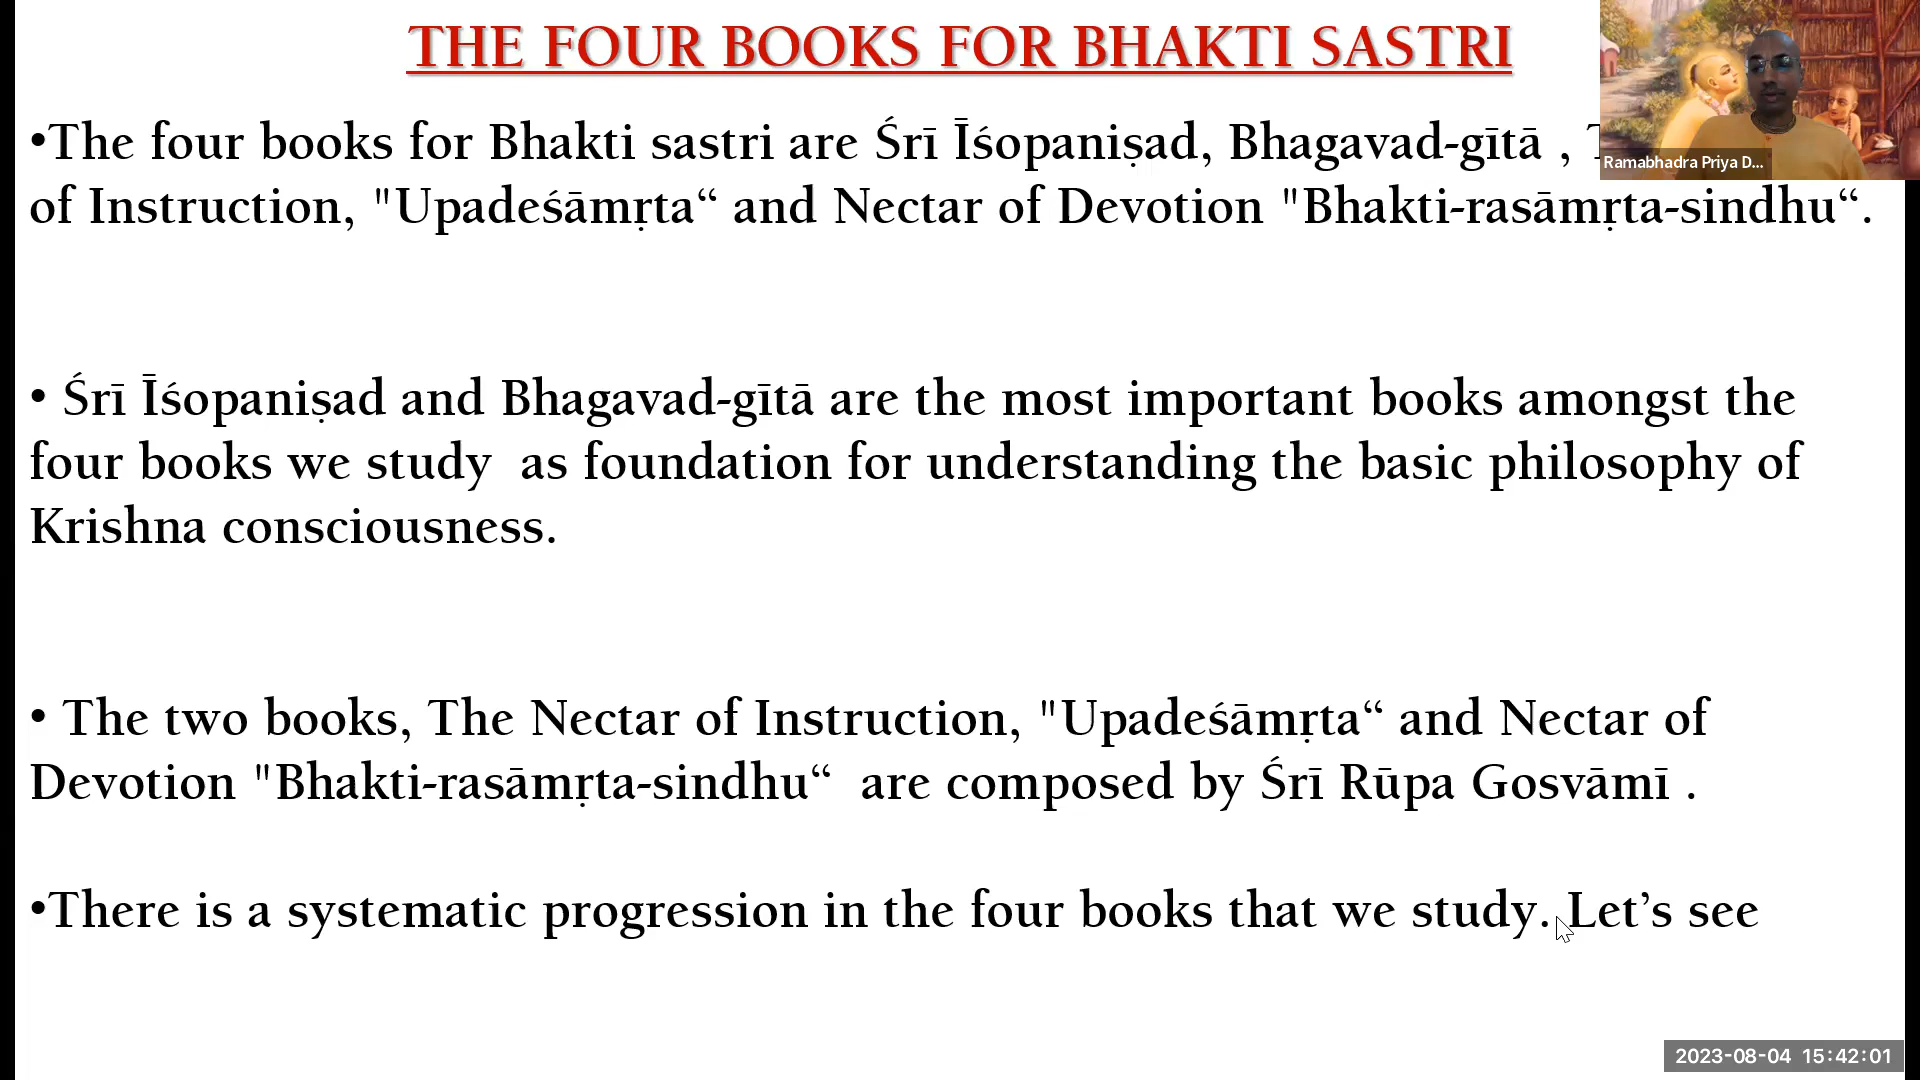 THE FOUR BOOKS FOR BHAKTI SASTRI
•The four books for Bhakti sastri are Śrī Īśopaniṣad, Bhagavad-gītā ,
of Instruction, "Upadeśāmṛta“ and Nectar of Devotion "Bhakti-rasāmṛta-sindhu“.
• Śrī Īśopaniṣad and Bhagavad-gītā are the most important books amongst the
four books we study as foundation for understanding the basic philosophy of
Krishna consciousness.
• The two books, The Nectar of Instruction, "Upadeśāmṛta“ and Nectar of
Devotion "Bhakti-rasāmṛta-sindhu“ are composed by Śrī Rūpa Gosvāmī .
•There is a systematic progression in the four books that we study. Let’s see
Ramabhadra Priya D...
2023-08-04 15:42:01